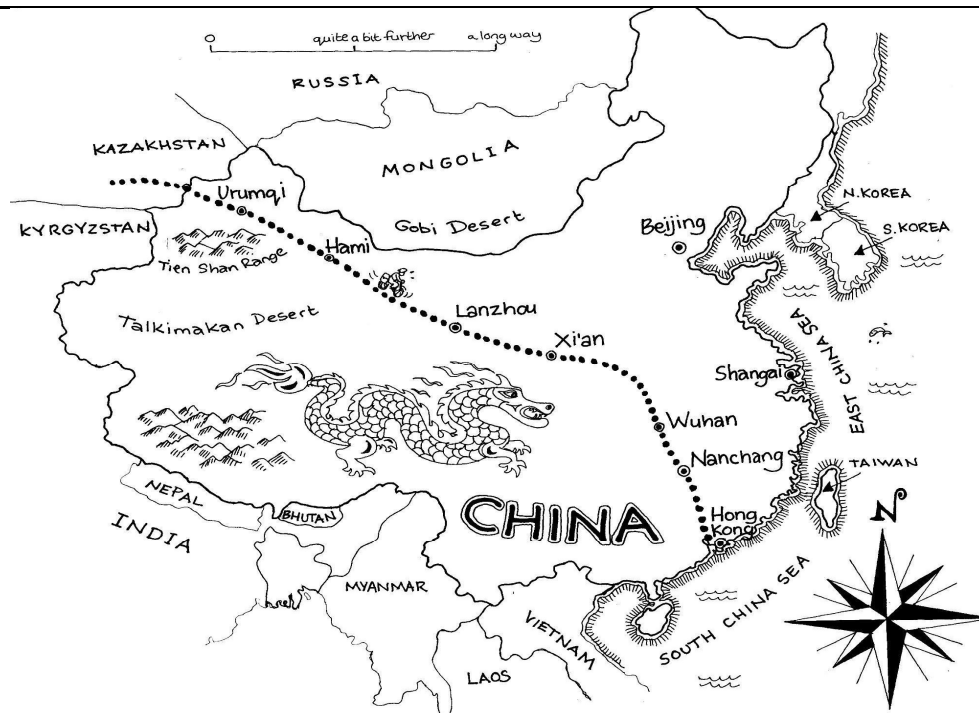 0 quite a bit further a long way
RUSSIA
KAZAKHSTAN
MONGOLIA
Urumqi
N. KOREA
KYRGYZSTAN
Gobi Desert
Beijing
S. KOREA
Hami
Tien Shan Range
Lanzhou
Talkimakan Desert
Xi'an
EAST CHINA SEA
Shangai
Wuhan
Nanchang
TAIWAN
NEPAL
BHUTAN
CHINA
N
INDIA
Hong
Kong
MYANMAR
SOUTH CHINA SEA
VIETNAM
LAOS